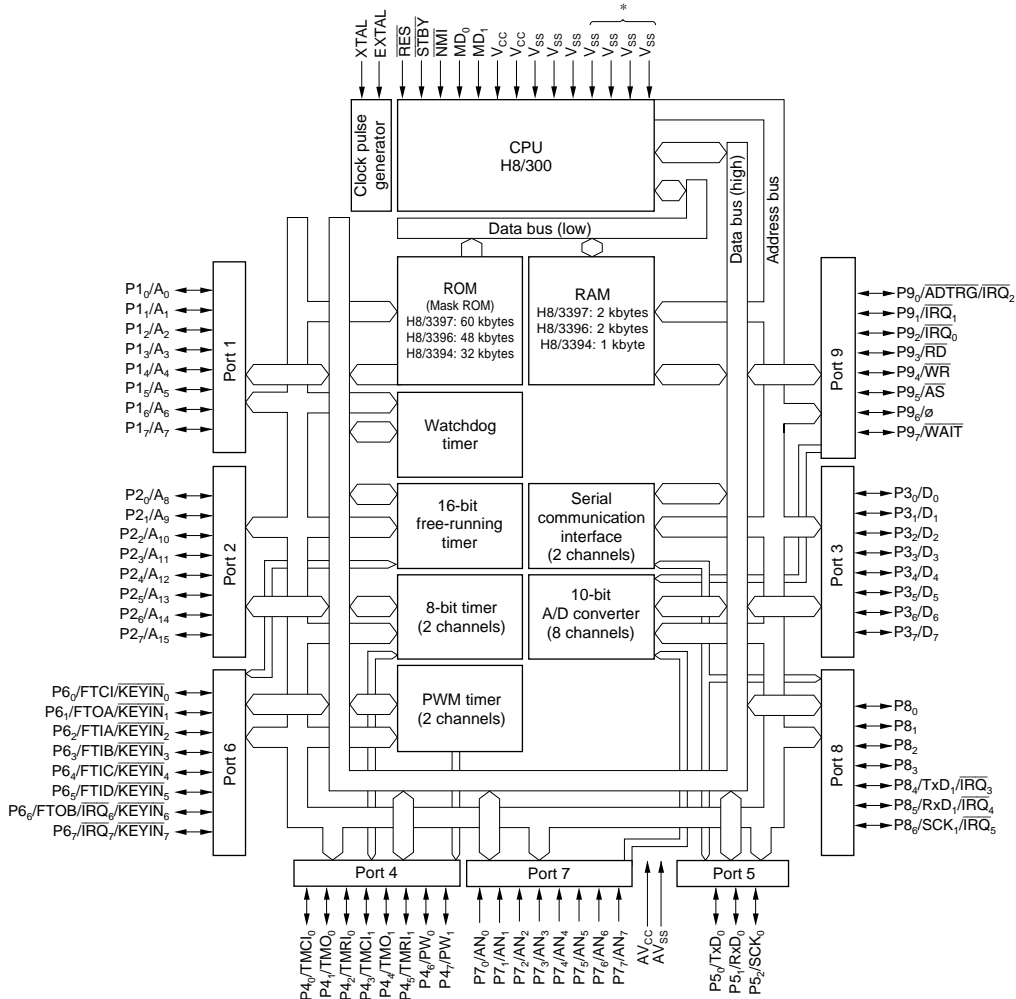 *
XTAL
EXTAL
RES
STBY
NMI
MD0
MD1
VCC
VCC
VSS
VSS
VSS
VSS
VSS
VSS
VSS
Clock pulse
generator
CPU
H8/300
Data bus (low)
Data bus (high)
Address bus
ROM
(Mask ROM)
H8/3397: 60 kbytes
H8/3396: 48 kbytes
H8/3394: 32 kbytes
RAM
H8/3397: 2 kbytes
H8/3396: 2 kbytes
H8/3394: 1 kbyte
Watchdog
timer
16-bit
free-running
timer
Serial
communication
interface
(2 channels)
8-bit timer
(2 channels)
10-bit
A/D converter
(8 channels)
PWM timer
(2 channels)
P10/A0
P11/A1
P12/A2
P13/A3
P14/A4
P15/A5
P16/A6
P17/A7
Port 1
P20/A8
P21/A9
P22/A10
P23/A11
P24/A12
P25/A13
P26/A14
P27/A15
Port 2
P60/FTCI/KEYIN0
P61/FTOA/KEYIN1
P62/FTIA/KEYIN2
P63/FTIB/KEYIN3
P64/FTIC/KEYIN4
P65/FTID/KEYIN5
P66/FTOB/IRQ6/KEYIN6
P67/IRQ7/KEYIN7
Port 6
Port 9
P90/ADTRG/IRQ2
P91/IRQ1
P92/IRQ0
P93/RD
P94/WR
P95/AS
P96/ø
P97/WAIT
Port 3
P30/D0
P31/D1
P32/D2
P33/D3
P34/D4
P35/D5
P36/D6
P37/D7
Port 8
P80
P81
P82
P83
P84/TxD1/IRQ3
P85/RxD1/IRQ4
P86/SCK1/IRQ5
Port 4
P40/TMCI0
P41/TMO0
P42/TMRI0
P43/TMCI1
P44/TMO1
P45/TMRI1
P46/PW0
P47/PW1
Port 7
P70/AN0
P71/AN1
P72/AN2
P73/AN3
P74/AN4
P75/AN5
P76/AN6
P77/AN7
AVCC
AVSS
Port 5
P50/TxD0
P51/RxD0
P52/SCK0